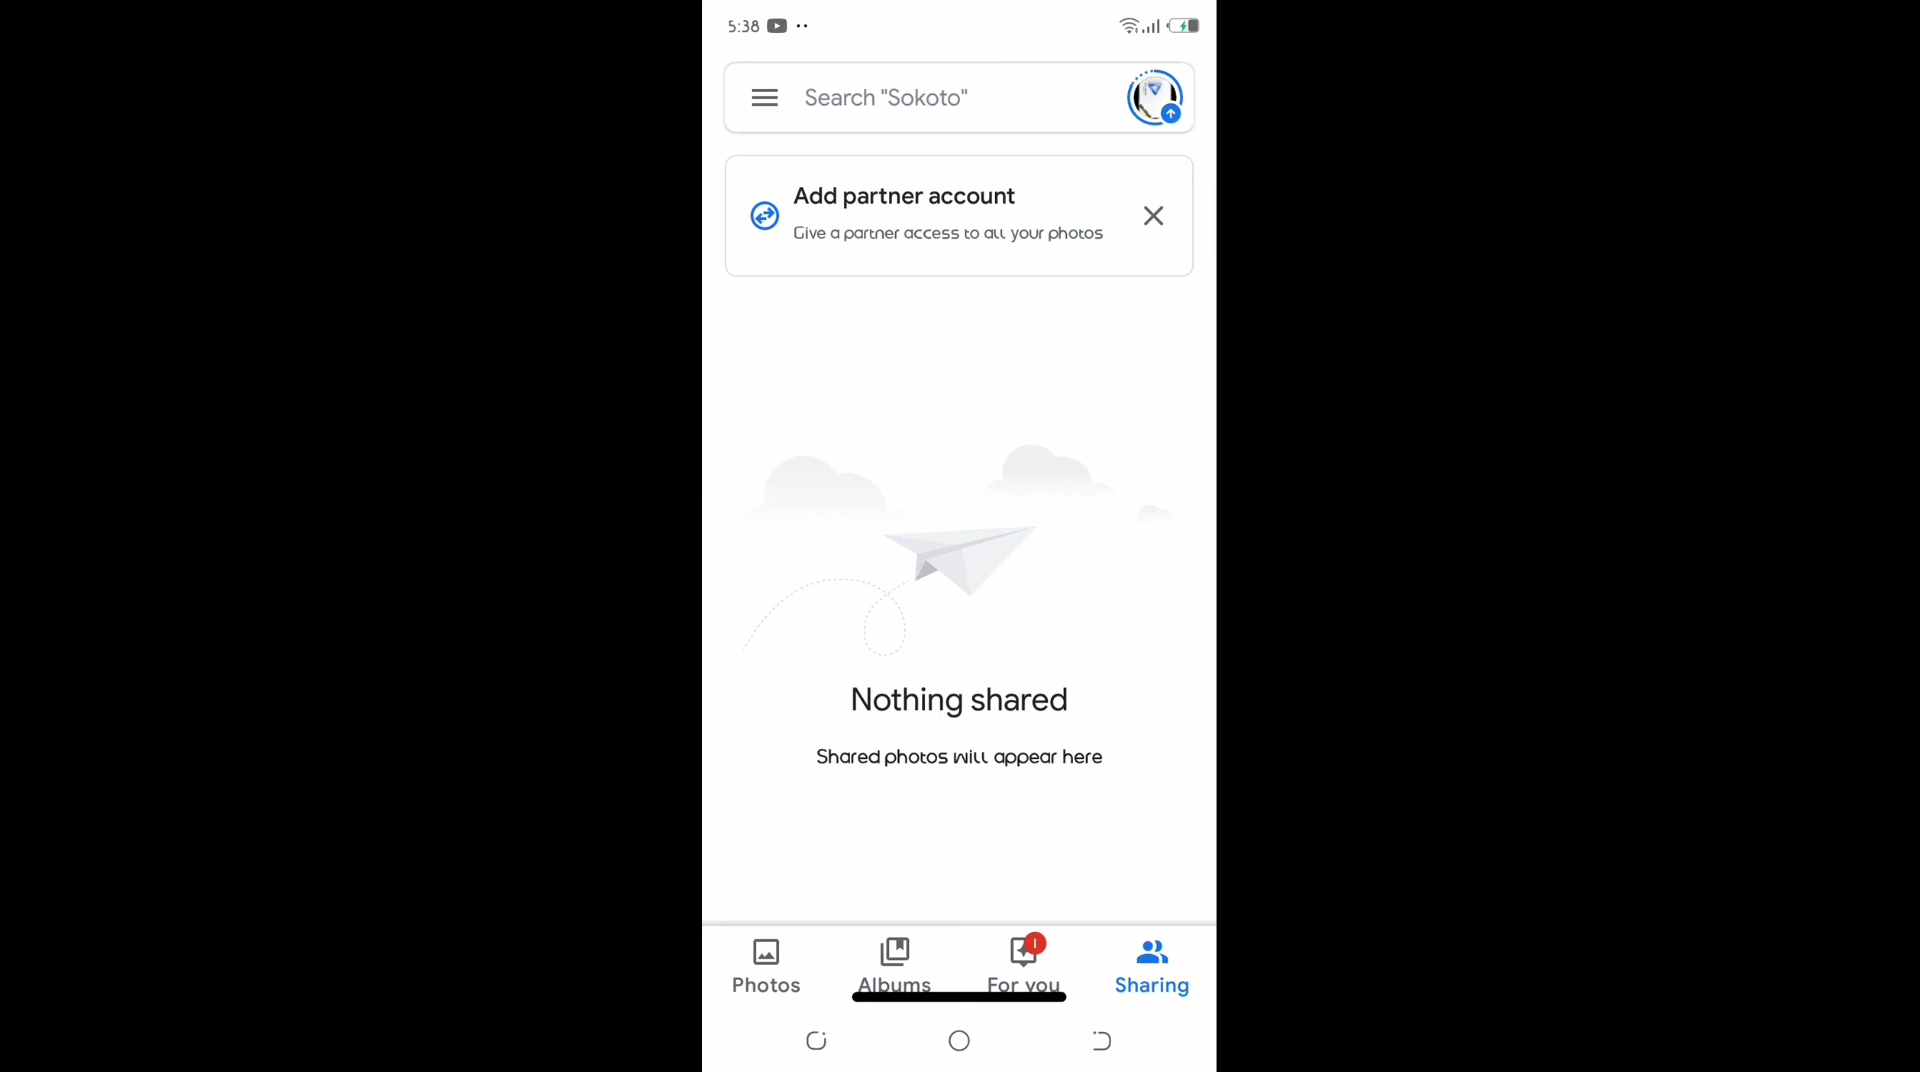 5:38
Search "Sokoto"
Add partner account
Give a partner access to all your photos
Nothing shared
Shared photos will appear here
1
Photos
Albums
For you
Sharing